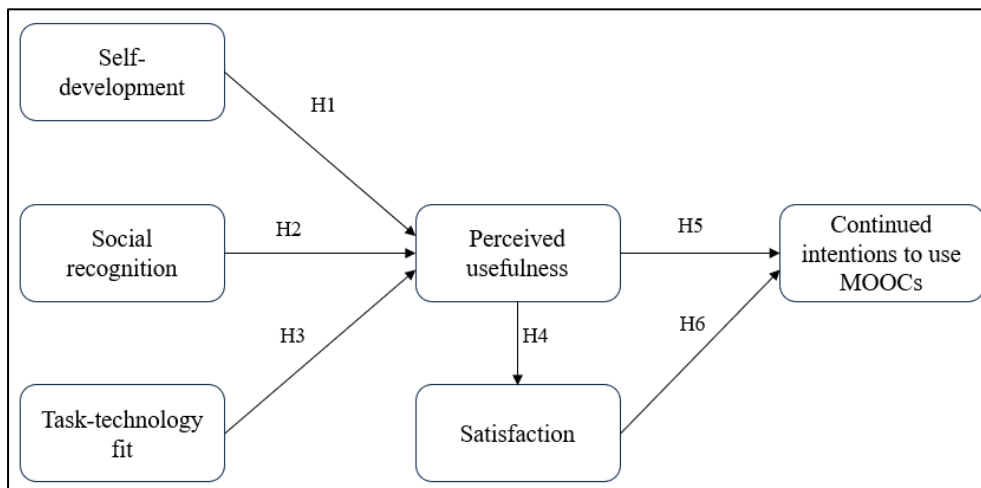 Self-
development
H1
Social
recognition
H2
Perceived
usefulness
H5
Continued
intentions to use
MOOCs
H3
H4
H6
Task-technology
fit
Satisfaction